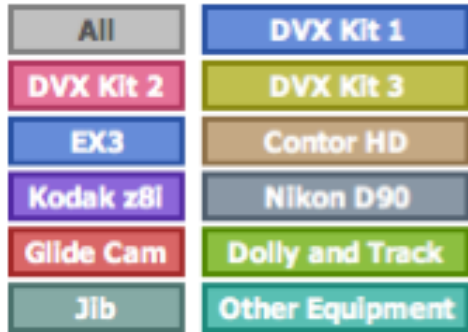 All
DVX Kit 1
DVX Kit 2
DVX Kit 3
EX3
Contor HD
Kodak z8i
Nikon D90
Glide Cam
Dolly and Track
Jib
Other Equipment